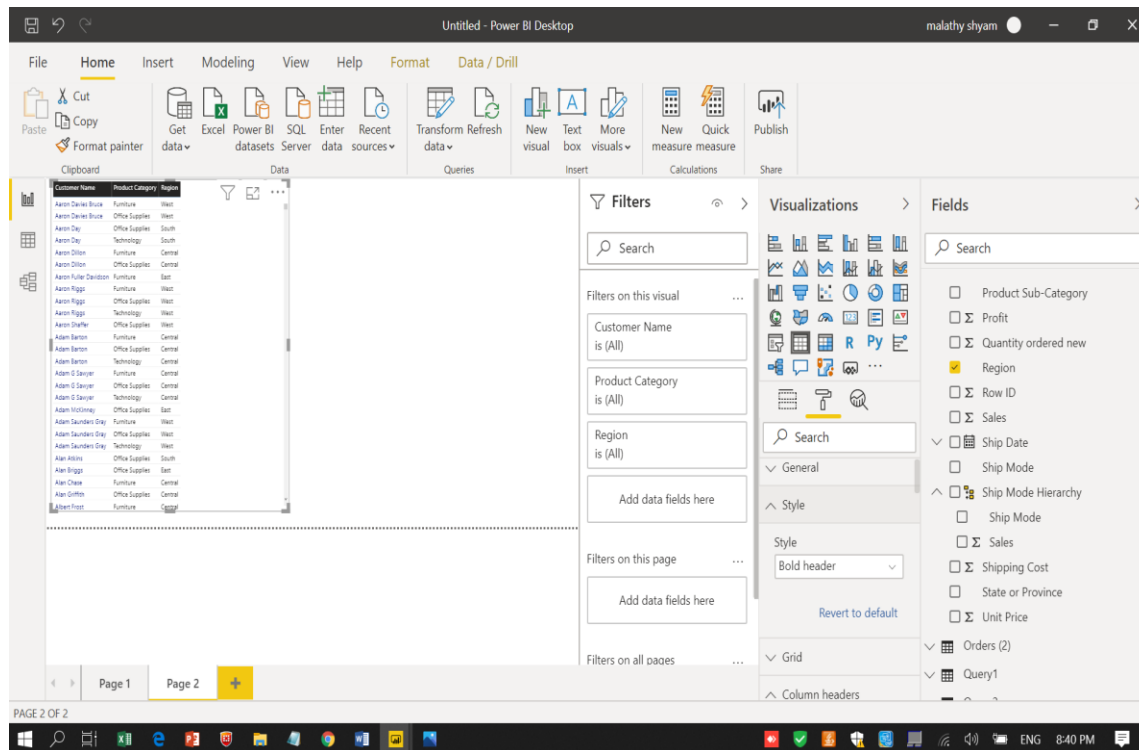 Untitled - Power BI Desktop
malathy shyam
File Home Insert Modeling View Help Format Data / Drill
Paste
Cut
Copy
Format painter
Clipboard
Get data
Excel
Power BI datasets
SQL Server
Enter data
Recent sources
Data
Transform data
Refresh
Queries
New visual
Text box
More visuals
Insert
New measure
Quick measure
Calculations
Publish
Share
Customer Name Product Category Region
Aaron Davies Bruce Furniture West
Aaron Davies Bruce Office Supplies West
Aaron Day Office Supplies South
Aaron Day Technology South
Aaron Dillon Furniture Central
Aaron Dillon Office Supplies Central
Aaron Fuller Davidson Furniture East
Aaron Riggs Furniture West
Aaron Riggs Office Supplies West
Aaron Riggs Technology West
Aaron Shaffer Office Supplies West
Adam Barton Furniture Central
Adam Barton Office Supplies Central
Adam Barton Technology Central
Adam G Sawyer Furniture Central
Adam G Sawyer Office Supplies Central
Adam G Sawyer Technology Central
Adam McKinney Office Supplies East
Adam Saunders Gray Furniture West
Adam Saunders Gray Office Supplies West
Adam Saunders Gray Technology West
Alan Atkins Office Supplies South
Alan Briggs Office Supplies East
Alan Chase Furniture Central
Alan Griffith Office Supplies Central
Albert Frost Furniture Central
Filters
Search
Filters on this visual
Customer Name
is (All)
Product Category
is (All)
Region
is (All)
Add data fields here
Filters on this page
Add data fields here
Filters on all pages
Visualizations
123
R Py
Search
General
Style
Style
Bold header
Revert to default
Grid
Column headers
Fields
Search
Product Sub-Category
Σ Profit
Σ Quantity ordered new
Region
Σ Row ID
Σ Sales
Ship Date
Ship Mode
Ship Mode Hierarchy
Ship Mode
Σ Sales
Σ Shipping Cost
State or Province
Σ Unit Price
Orders (2)
Query1
Page 1 Page 2 +
PAGE 2 OF 2
ENG 8:40 PM